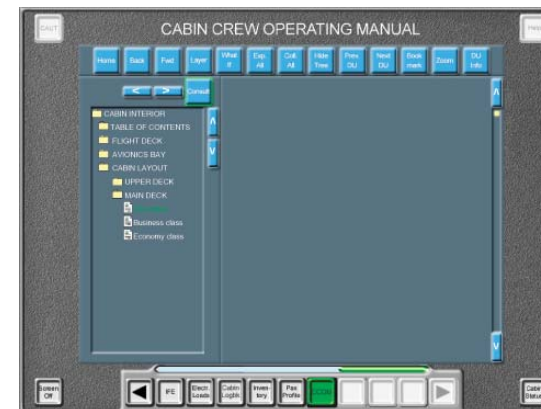 CAUT
CABIN CREW OPERATING MANUAL
Home Back Fwd Layer What If Exp. All Coll. All Hide Tree Prev DU Next DU Book mark Zoom DU Info
< > Consult
CABIN INTERIOR
TABLE OF CONTENTS
FLIGHT DECK
AVIONICS BAY
CABIN LAYOUT
UPPER DECK
MAIN DECK
Business class
Economy class
Screen Off IFE Electr. Loads Cabin Logbk Inven- tory Pax Profile CCOM Cabin Status